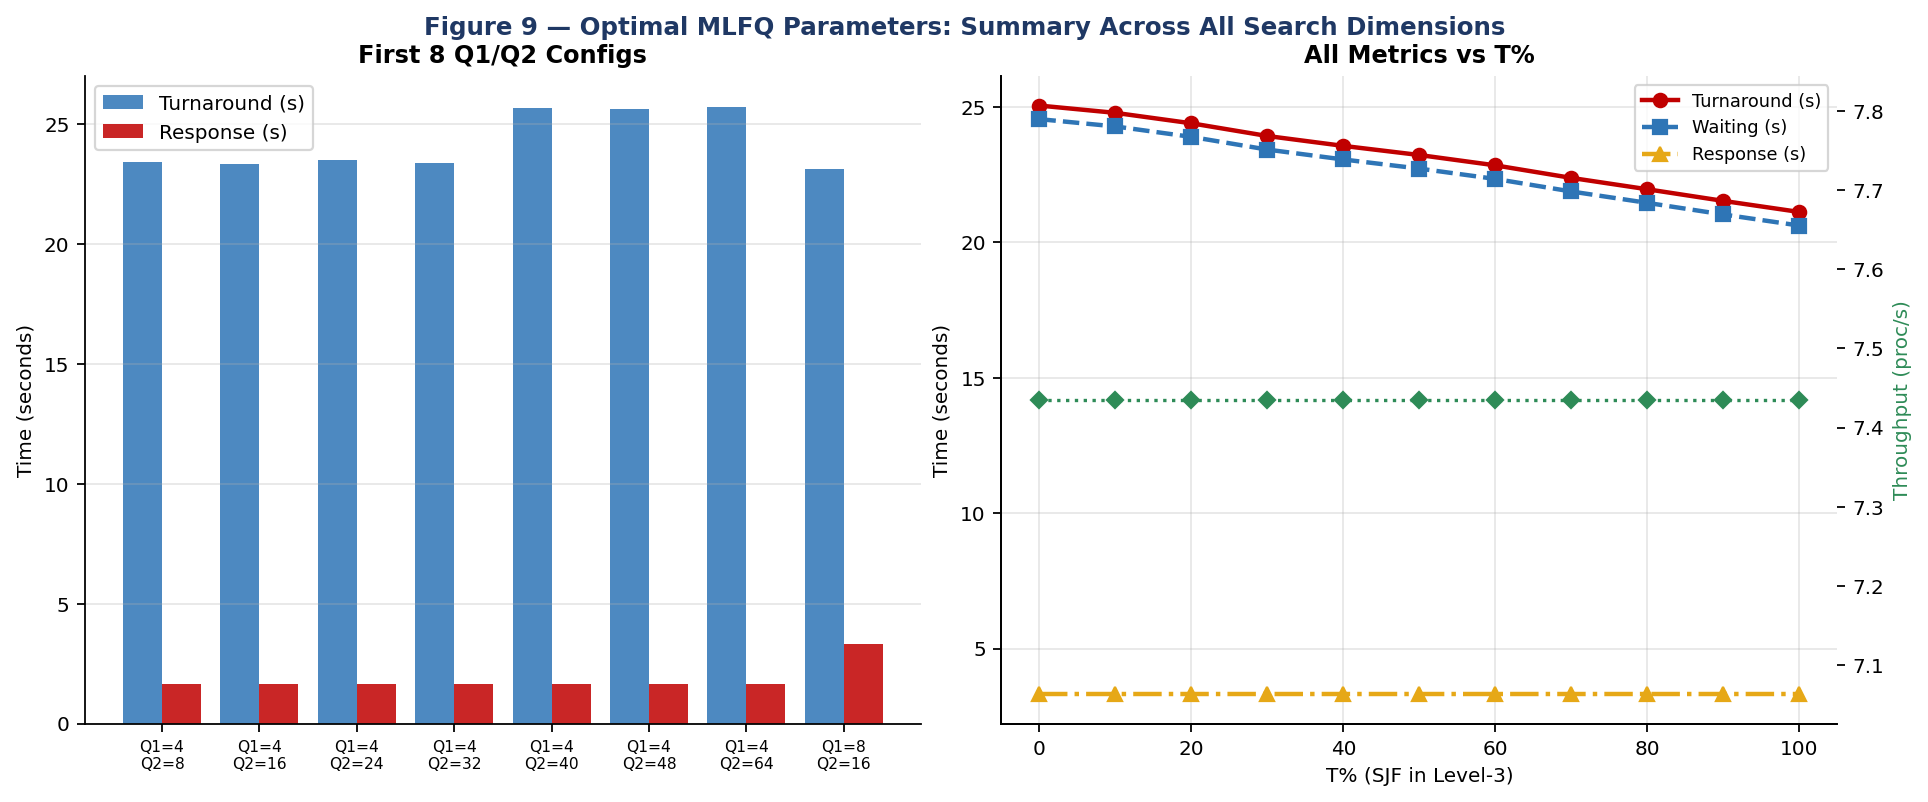 Figure 9 — Optimal MLFQ Parameters: Summary Across All Search Dimensions
First 8 Q1/Q2 Configs
Turnaround (s)
Response (s)
Time (seconds)
25
20
15
10
5
0
Q1=4 Q1=4 Q1=4 Q1=4 Q1=4 Q1=4 Q1=4 Q1=8
Q2=8 Q2=16 Q2=24 Q2=32 Q2=40 Q2=48 Q2=64 Q2=16
All Metrics vs T%
Turnaround (s)
Waiting (s)
Response (s)
Time (seconds)
25
20
15
10
5
0 20 40 60 80 100
T% (SJF in Level-3)
7.8
7.7
7.6
7.5
7.4
7.3
7.2
7.1
Throughput (proc/s)